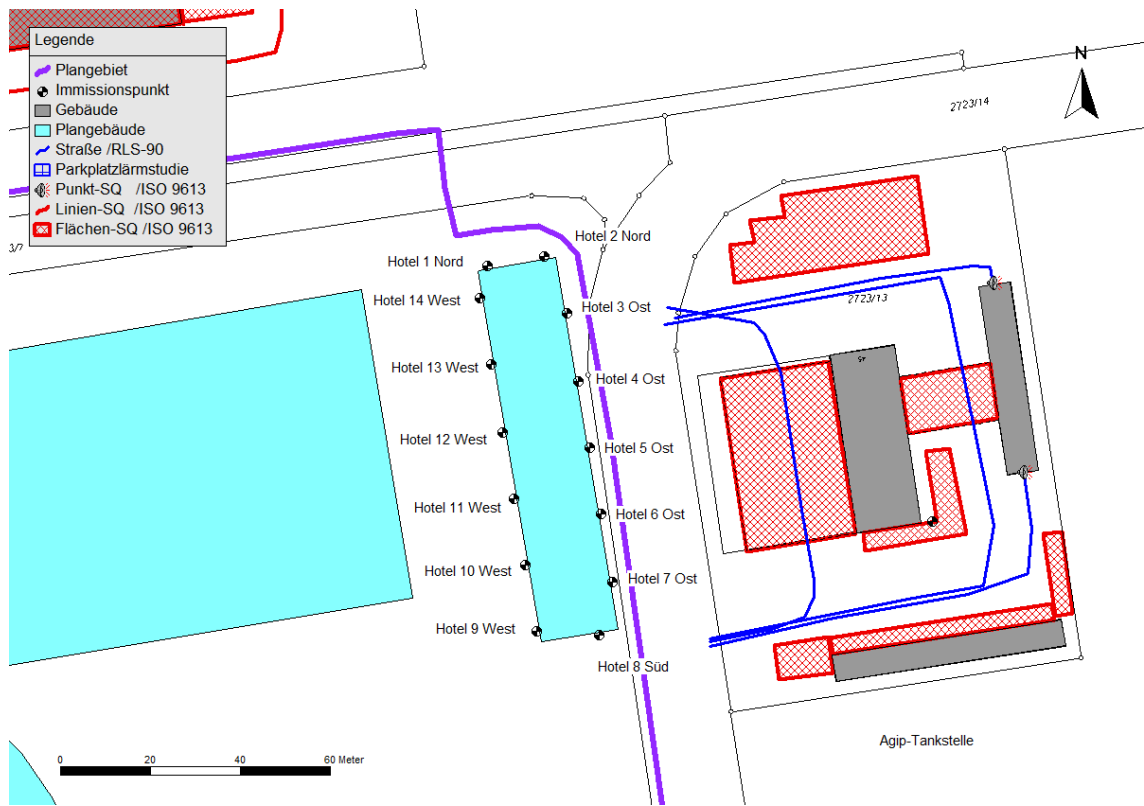 Legende
Plangebiet
Immissionspunkt
Gebäude
Plangebäude
Straße /RLS-90
Parkplatzlärmstudie
Punkt-SQ /ISO 9613
Linien-SQ /ISO 9613
Flächen-SQ /ISO 9613
3/7
N
2723/14
Hotel 2 Nord
Hotel 1 Nord
Hotel 14 West
Hotel 3 Ost
2723/13
Hotel 13 West
45
Hotel 4 Ost
Hotel 12 West
Hotel 5 Ost
Hotel 11 West
Hotel 6 Ost
Hotel 10 West
Hotel 7 Ost
Hotel 9 West
Hotel 8 Süd
Agip-Tankstelle
0 20 40 60 Meter